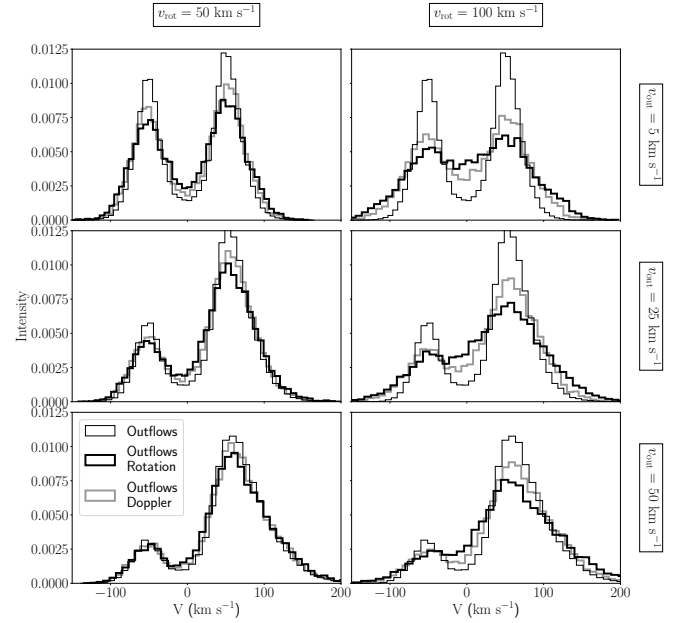 v_rot = 50 km s⁻¹
v_rot = 100 km s⁻¹
0.0125
0.0100
0.0075
0.0050
0.0025
0.0000
v_out = 5 km s⁻¹
0.0125
0.0100
0.0075
0.0050
0.0025
0.0000
Intensity
v_out = 25 km s⁻¹
0.0125
0.0100
0.0075
0.0050
0.0025
0.0000
Outflows
Outflows
Rotation
Outflows
Doppler
v_out = 50 km s⁻¹
−100 0 100 200
−100 0 100 200
V (km s⁻¹)
V (km s⁻¹)